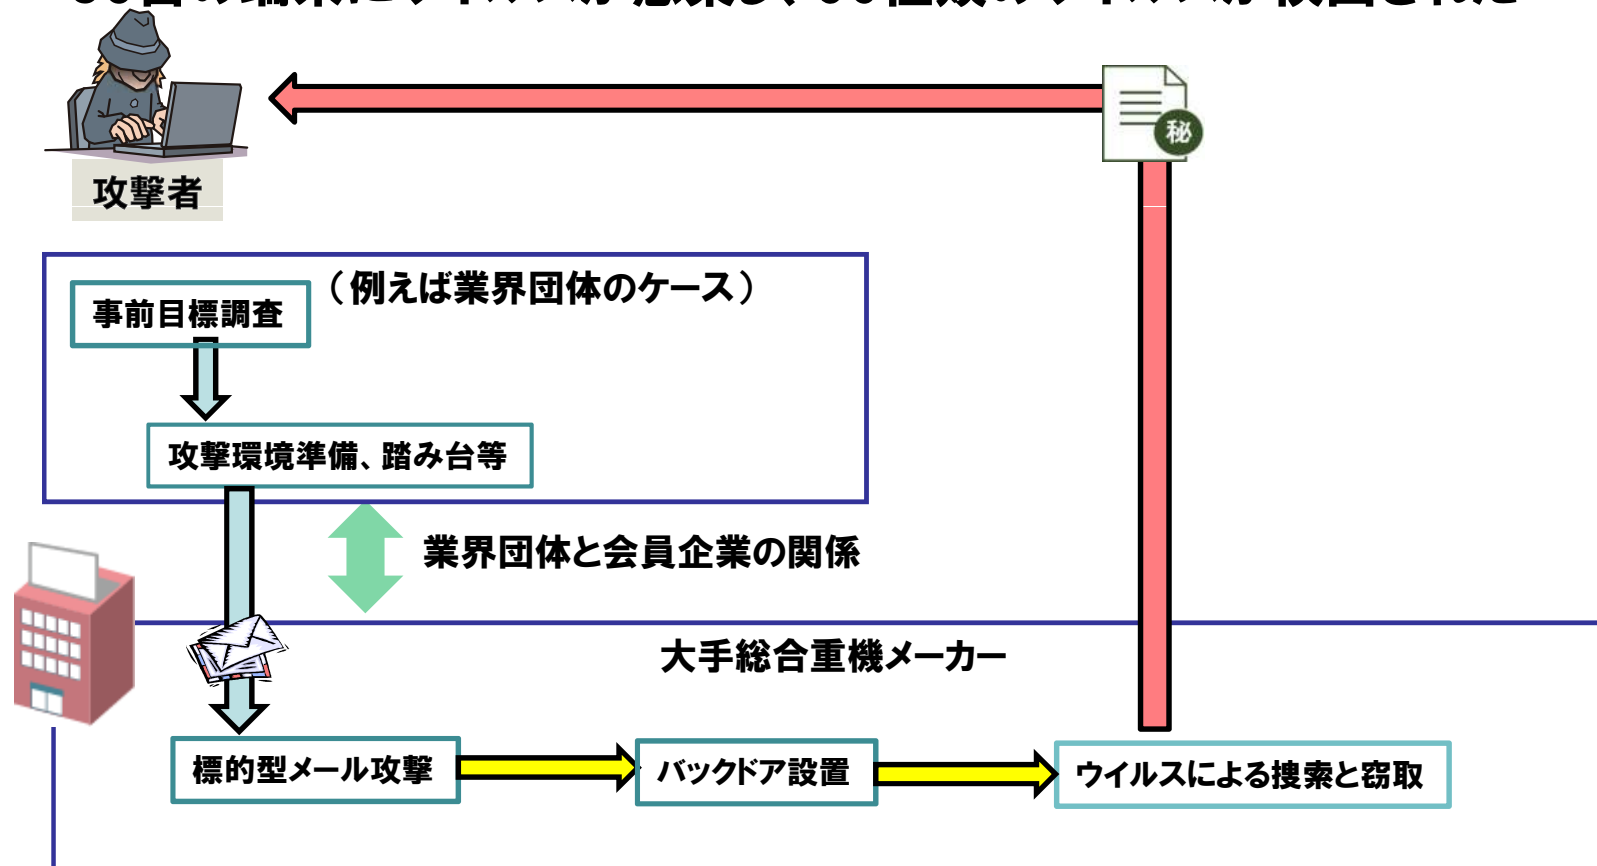 秘
攻撃者
（例えば業界団体のケース）
事前目標調査
攻撃環境準備、踏み台等
業界団体と会員企業の関係
大手総合重機メーカー
標的型メール攻撃
バックドア設置
ウイルスによる捜索と窃取